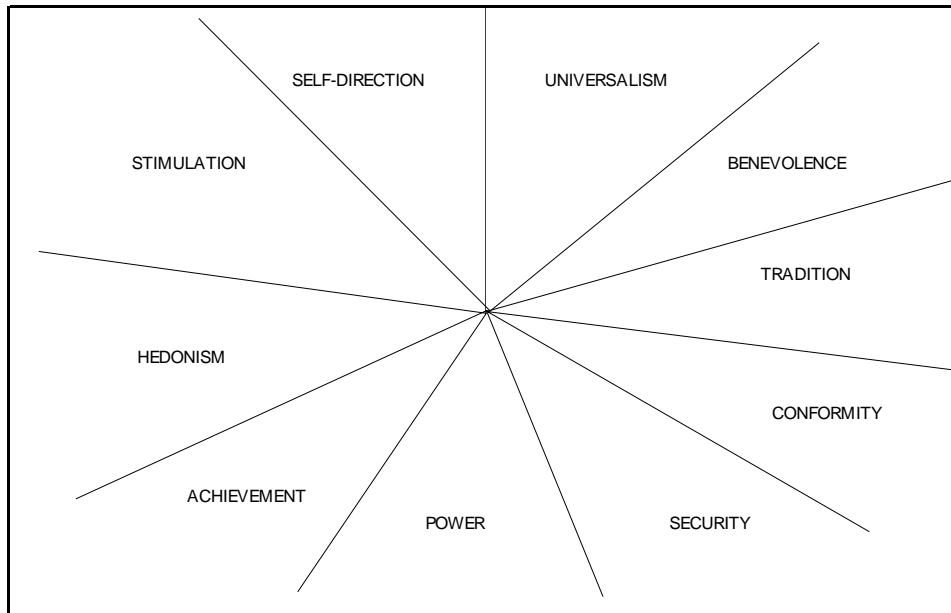 SELF-DIRECTION
UNIVERSALISM
STIMULATION
BENEVOLENCE
TRADITION
HEDONISM
CONFORMITY
ACHIEVEMENT
POWER
SECURITY